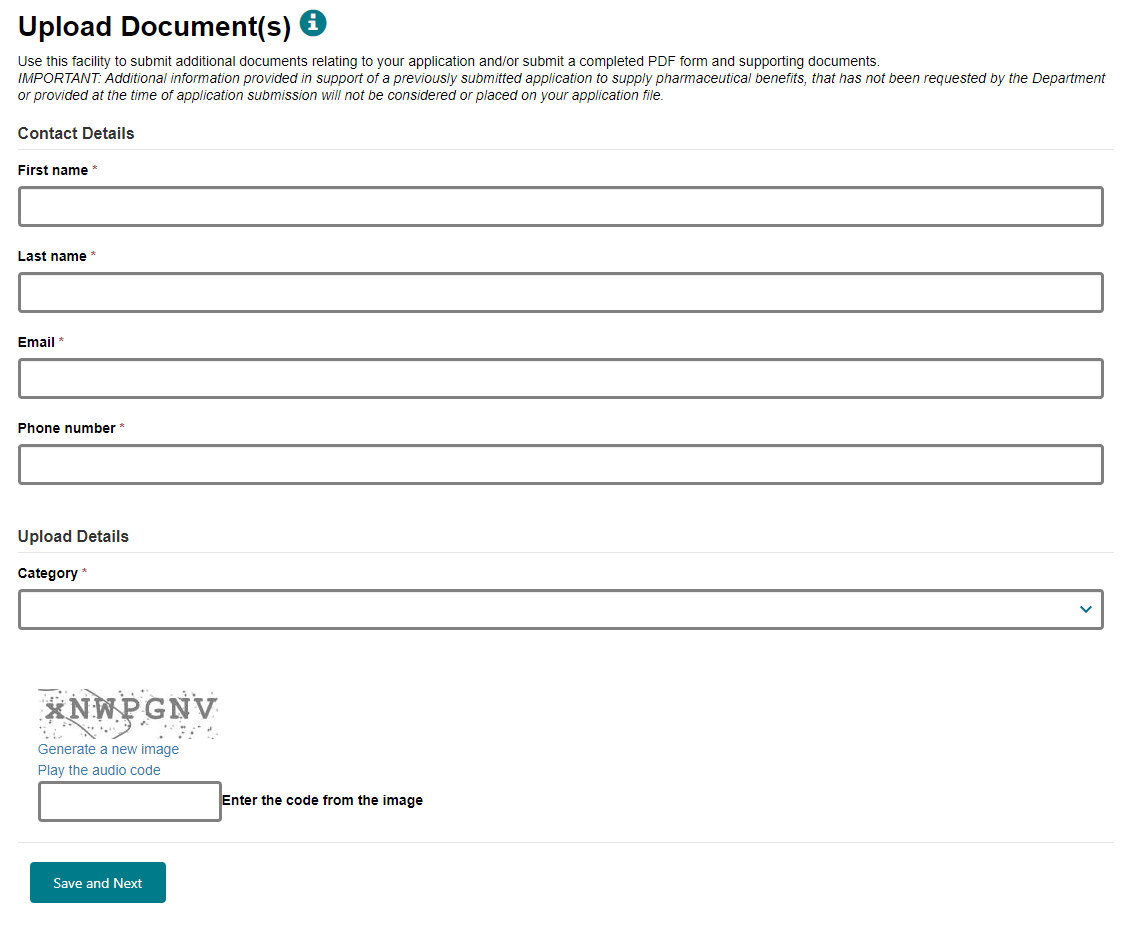 Upload Document(s)
Use this facility to submit additional documents relating to your application and/or submit a completed PDF form and supporting documents.
IMPORTANT: Additional information provided in support of a previously submitted application to supply pharmaceutical benefits, that has not been requested by the Department
or provided at the time of application submission will not be considered or placed on your application file.
Contact Details
First name *
Last name *
Email *
Phone number *
Upload Details
Category *
xNWPGNV
Generate a new image
Play the audio code
Enter the code from the image
Save and Next